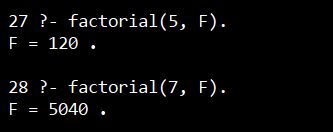 27 ?- factorial(5, F).
F = 120 .
28 ?- factorial(7, F).
F = 5040 .